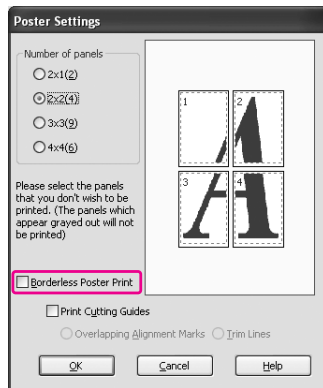 Poster Settings
Number of panels
2x1(2)
2x2(4)
3x3(9)
4x4(6)
1 2
3 4
Please select the panels
that you don't wish to be
printed. (The panels which
appear grayed out will not
be printed)
Borderless Poster Print
Print Cutting Guides
Overlapping Alignment Marks Trim Lines
OK Cancel Help